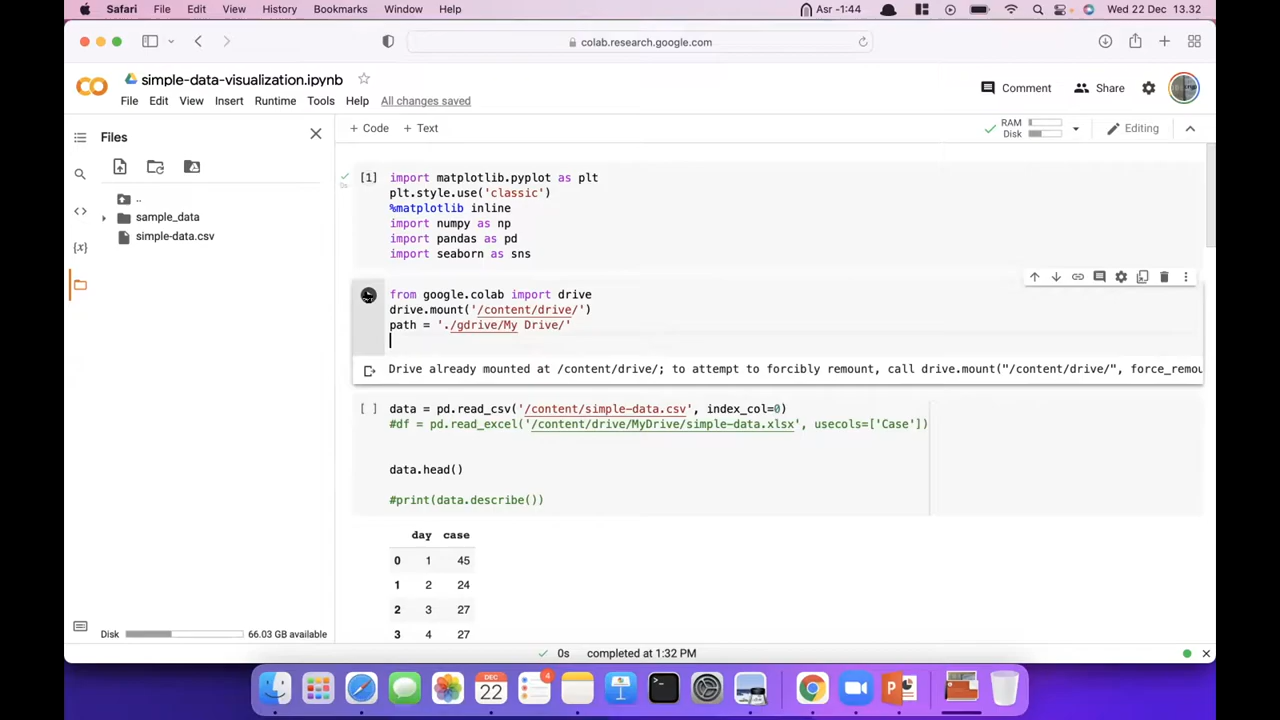 Safari File Edit View History Bookmarks Window Help Asr -1:44 Wed 22 Dec 13.32
colab.research.google.com
simple-data-visualization.ipynb
File Edit View Insert Runtime Tools Help All changes saved
Comment Share
Files
+ Code + Text
RAM
Disk
Editing
..
sample_data
simple-data.csv
[1] import matplotlib.pyplot as plt
0s
plt.style.use('classic')
%matplotlib inline
import numpy as np
import pandas as pd
import seaborn as sns
from google.colab import drive
drive.mount('/content/drive/')
path = './gdrive/My Drive/'
Drive already mounted at /content/drive/; to attempt to forcibly remount, call drive.mount("/content/drive/", force_remou
[ ] data = pd.read_csv('/content/simple-data.csv', index_col=0)
#df = pd.read_excel('/content/drive/MyDrive/simple-data.xlsx', usecols=['Case'])
data.head()
#print(data.describe())
day case
0 1 45
1 2 24
2 3 27
3 4 27
Disk 66.03 GB available
0s completed at 1:32 PM
DEC
22
4